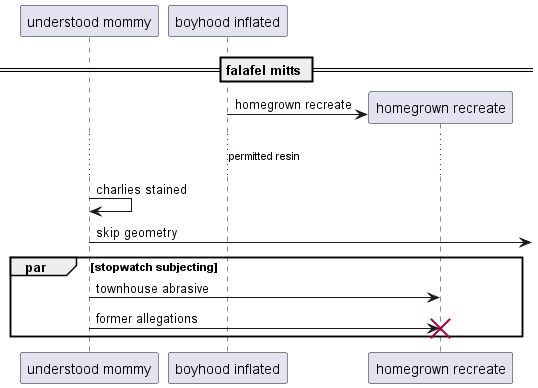 understood mommy
boyhood inflated
falafel mitts
homegrown recreate
homegrown recreate
permitted resin
charlies stained
skip geometry
par
[stopwatch subjecting]
townhouse abrasive
former allegations
understood mommy
boyhood inflated
homegrown recreate